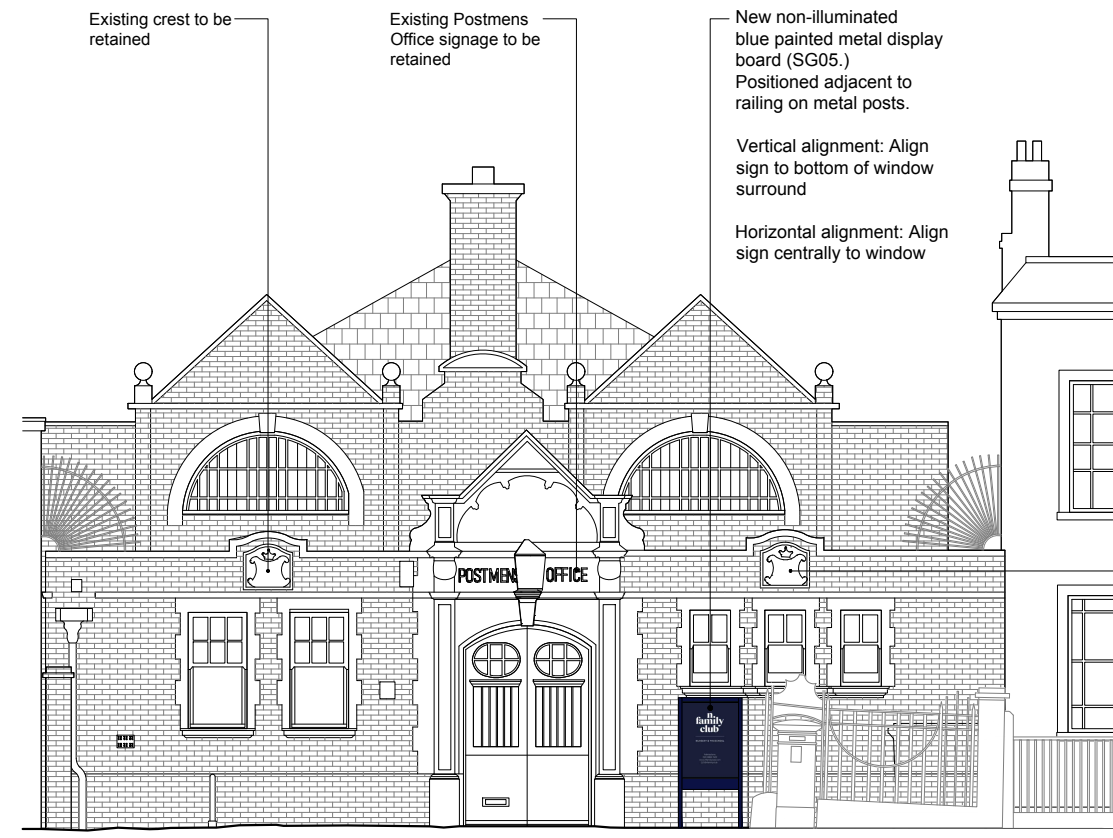 Existing crest to be
retained
Existing Postmens
Office signage to be
retained
New non-illuminated
blue painted metal display
board (SG05.)
Positioned adjacent to
railing on metal posts.
Vertical alignment: Align
sign to bottom of window
surround
Horizontal alignment: Align
sign centrally to window
POSTMENS OFFICE
n.
family
club